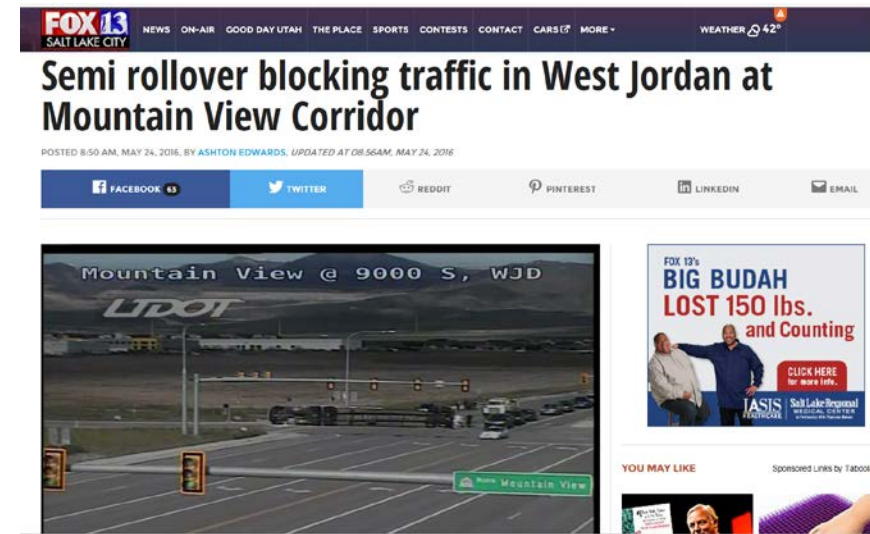 FOX 13
SALT LAKE CITY
NEWS ON-AIR GOOD DAY UTAH THE PLACE SPORTS CONTESTS CONTACT CARS MORE
WEATHER 42°
Semi rollover blocking traffic in West Jordan at
Mountain View Corridor
POSTED 8:50 AM, MAY 24, 2016, BY ASHTON EDWARDS, UPDATED AT 08:56AM, MAY 24, 2016
FACEBOOK 63
TWITTER
REDDIT
PINTEREST
LINKEDIN
EMAIL
Mountain View @ 9000 S, WJD
UDOT
Mountain View
FOX 13's
BIG BUDAH
LOST 150 lbs.
and Counting
CLICK HERE
for more info.
IASIS
HEALTHCARE
Salt Lake Regional
MEDICAL CENTER
YOU MAY LIKE
Sponsored Links by Tabool